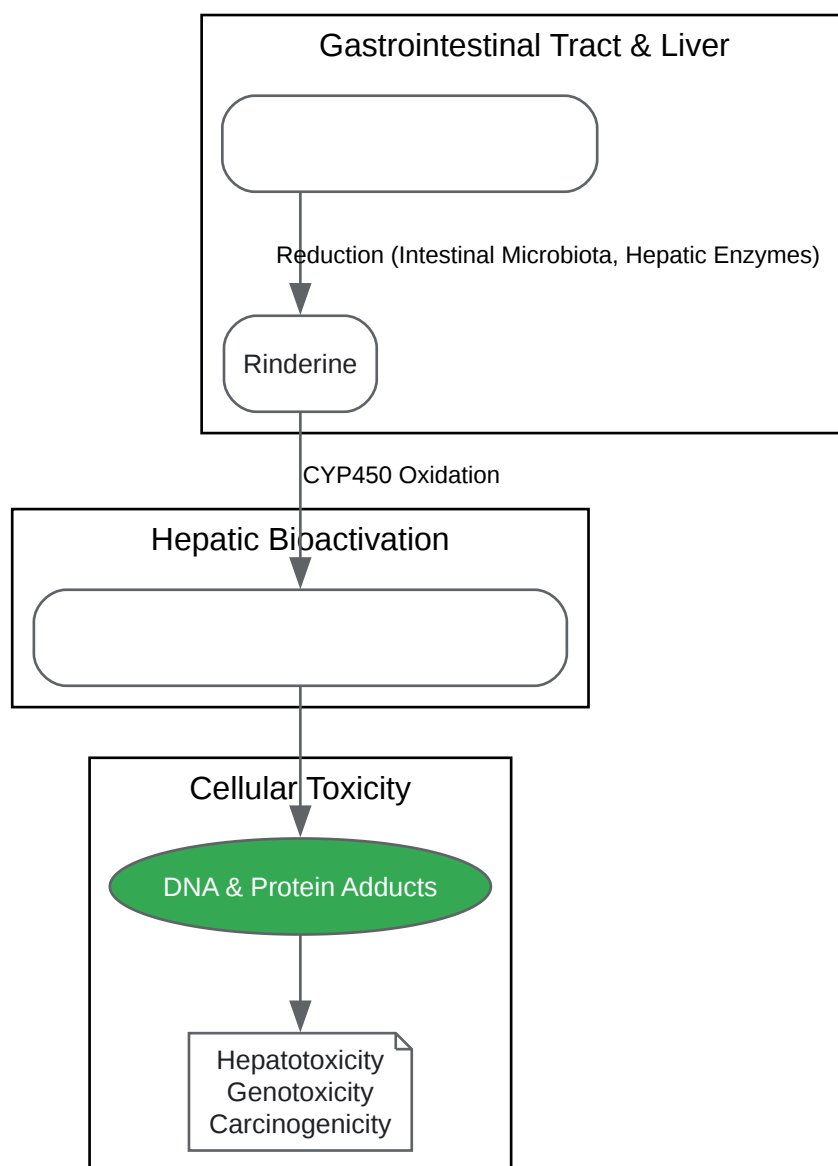 Gastrointestinal Tract & Liver
Reduction (Intestinal Microbiota, Hepatic Enzymes)
Rinderine
CYP450 Oxidation
Hepatic Bioactivation
Cellular Toxicity
DNA & Protein Adducts
Hepatotoxicity
Genotoxicity
Carcinogenicity